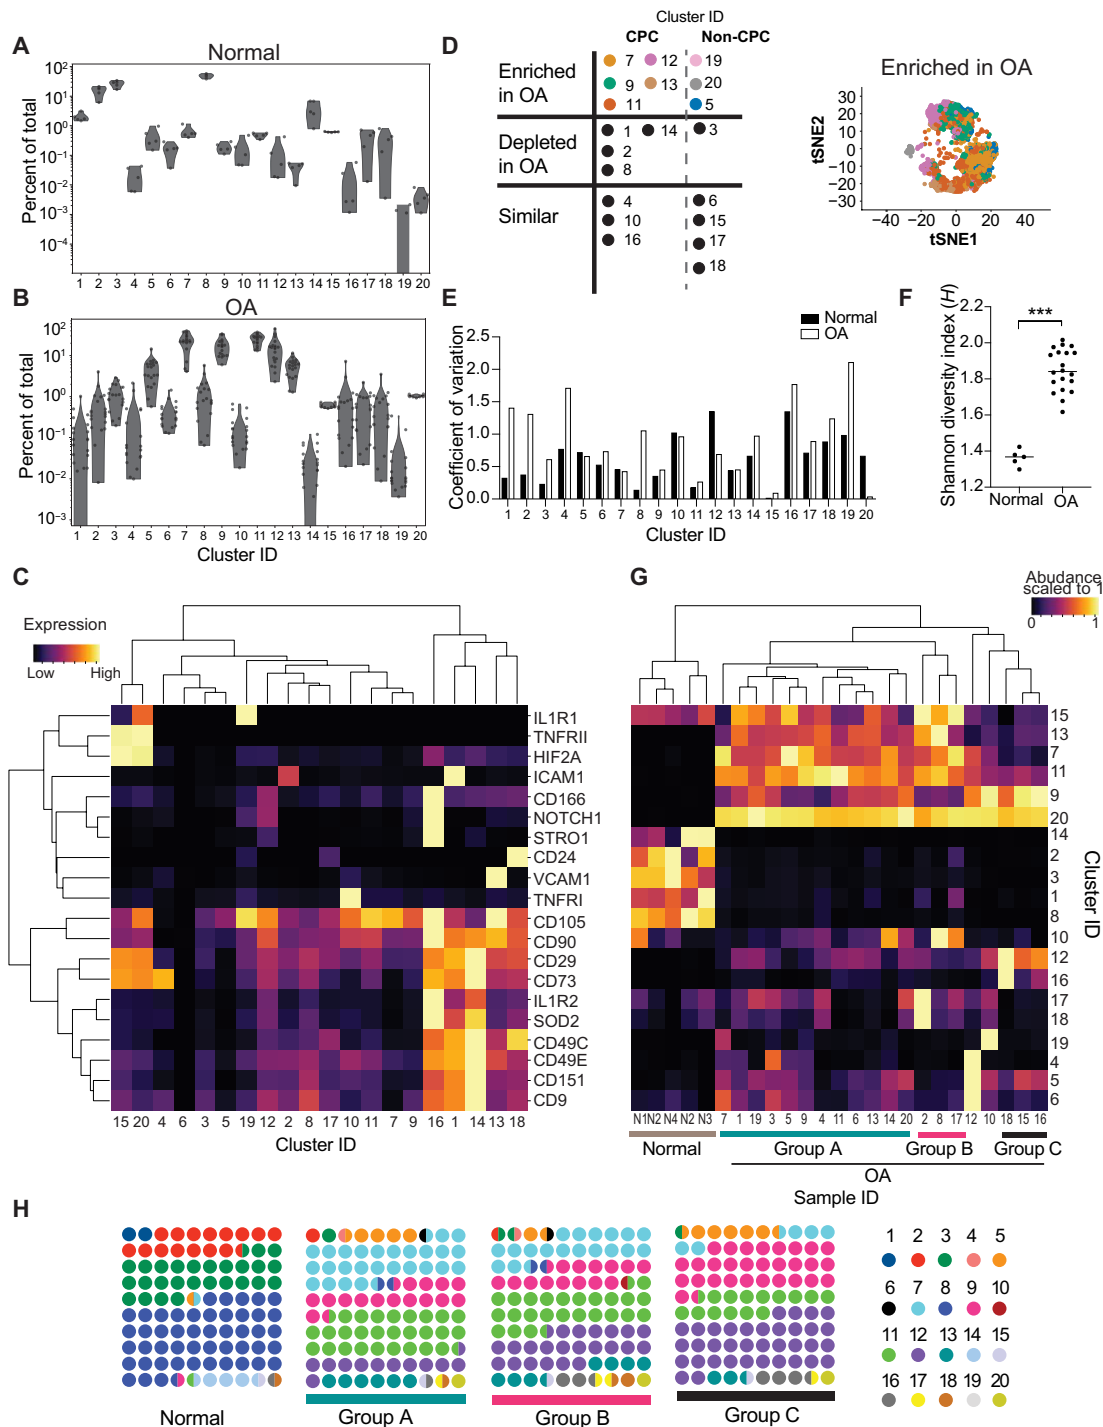 A
Normal
Percent of total
10²
10¹
10⁰
10⁻¹
10⁻²
10⁻³
10⁻⁴
1 2 3 4 5 6 7 8 9 10 11 12 13 14 15 16 17 18 19 20
B
OA
Percent of total
10²
10¹
10⁰
10⁻¹
10⁻²
10⁻³
1 2 3 4 5 6 7 8 9 10 11 12 13 14 15 16 17 18 19 20
Cluster ID
D
Cluster ID
CPC Non-CPC
Enriched in OA
7 12 19
9 13 20
11 5
Depleted in OA
1 14 3
2
8
Similar
4 6
10 15
16 17
18
Enriched in OA
tSNE2
30
20
10
0
−10
−20
−30
−40 −20 0 20 40
tSNE1
E
Normal
OA
Coefficient of variation
2.5
2.0
1.5
1.0
0.5
0.0
1 2 3 4 5 6 7 8 9 10 11 12 13 14 15 16 17 18 19 20
Cluster ID
F
Shannon diversity index (H)
2.2
2.0
1.8
1.6
1.4
1.2
***
Normal OA
C
Expression
Low High
IL1R1
TNFRII
HIF2A
ICAM1
CD166
NOTCH1
STRO1
CD24
VCAM1
TNFRI
CD105
CD90
CD29
CD73
IL1R2
SOD2
CD49C
CD49E
CD151
CD9
15 20 4 6 3 5 19 12 2 8 17 10 11 7 9 16 1 14 13 18
Cluster ID
G
Abudance
scaled to 1
0 1
15
13
7
11
9
20
14
2
3
1
8
10
12
16
17
18
19
4
5
6
Cluster ID
N1 N2 N4 N2 N3 7 1 19 3 5 9 4 11 6 13 14 20 2 8 17 12 10 18 15 16
Normal Group A Group B Group C
OA
Sample ID
H
Normal
Group A
Group B
Group C
1 2 3 4 5
6 7 8 9 10
11 12 13 14 15
16 17 18 19 20